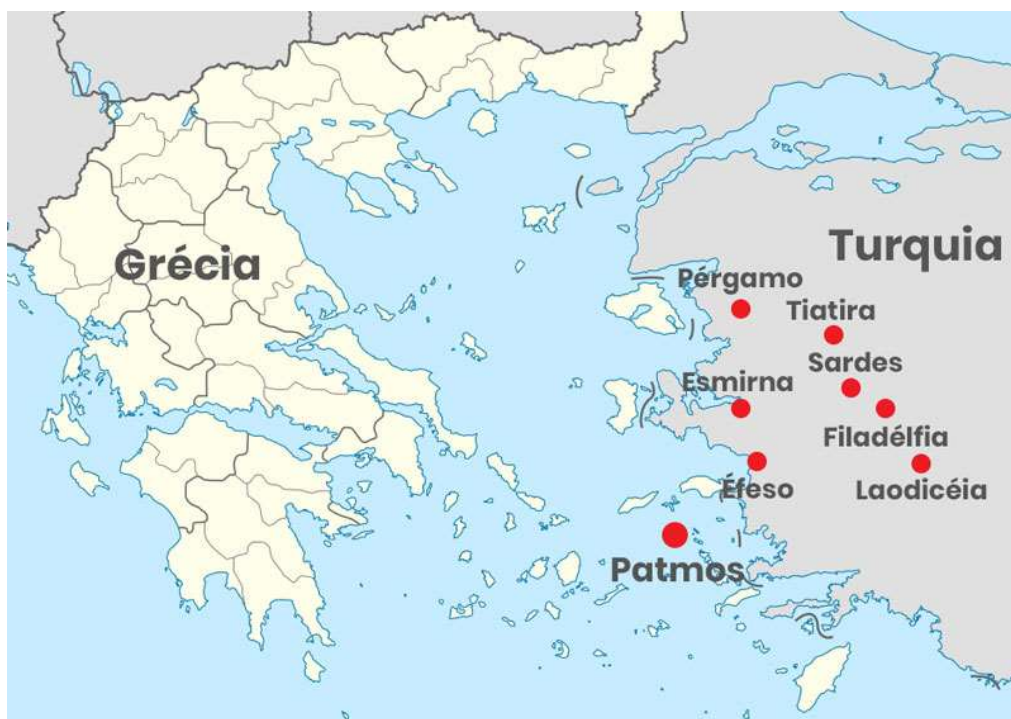 Grécia
Turquia
Pérgamo
Tiatira
Sardes
Esmirna
Filadélfia
Éfeso
Laodicéia
Patmos